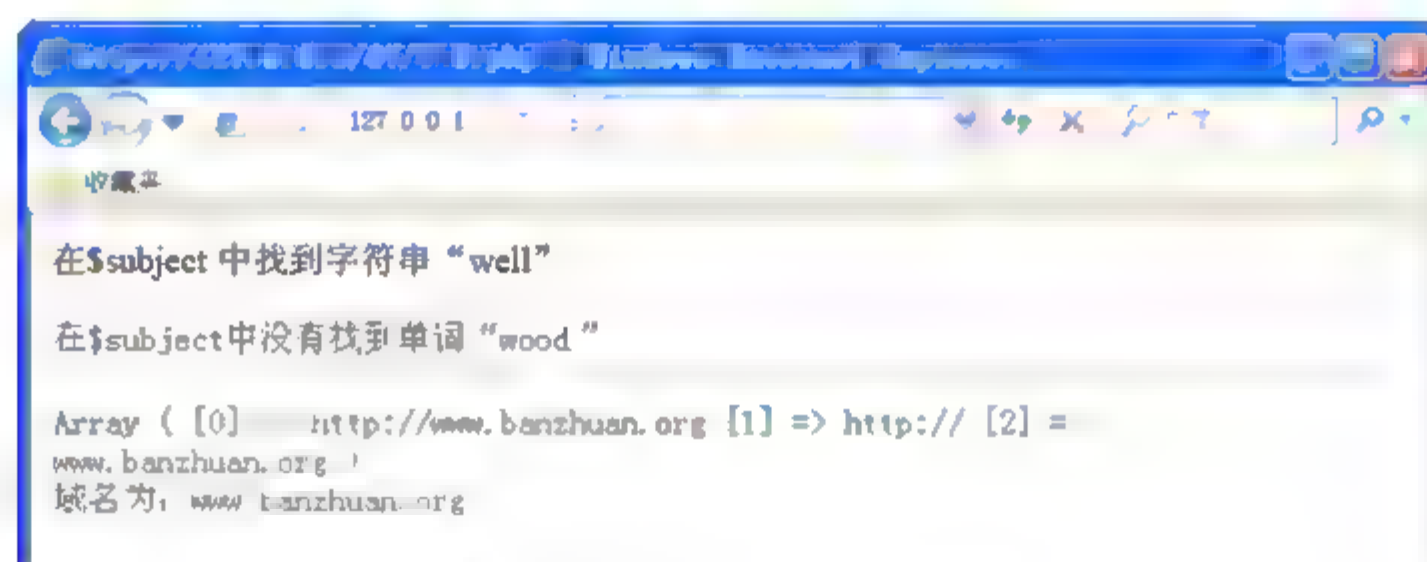 127 0 0 1
收藏夹
在$subject 中找到字符串 “well”
在$subject中没有找到单词 “wood ”
Array ( [0] http://www.banzhuan.org [1] => http:// [2] =
www.banzhuan.org
域名为: www banzhuan org